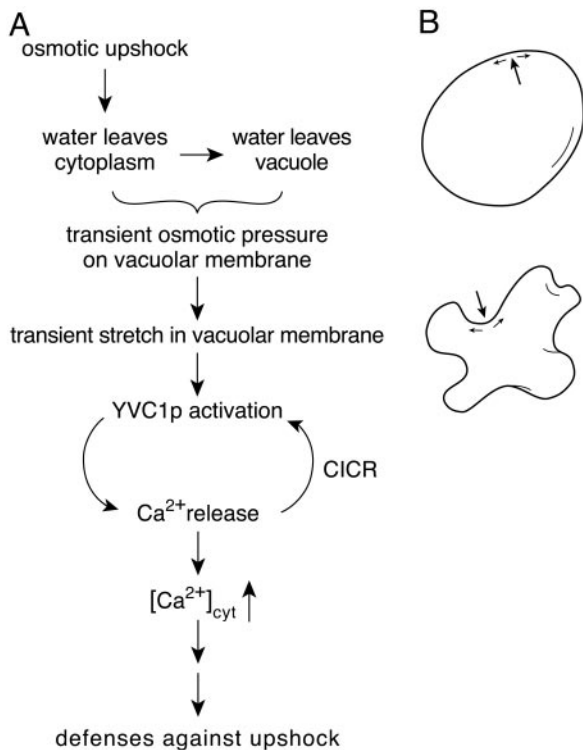 A
B
osmotic upshock
water leaves
cytoplasm
water leaves
vacuole
transient osmotic pressure
on vacuolar membrane
transient stretch in vacuolar membrane
YVC1p activation
CICR
Ca2+ release
[Ca2+]cyt
defenses against upshock